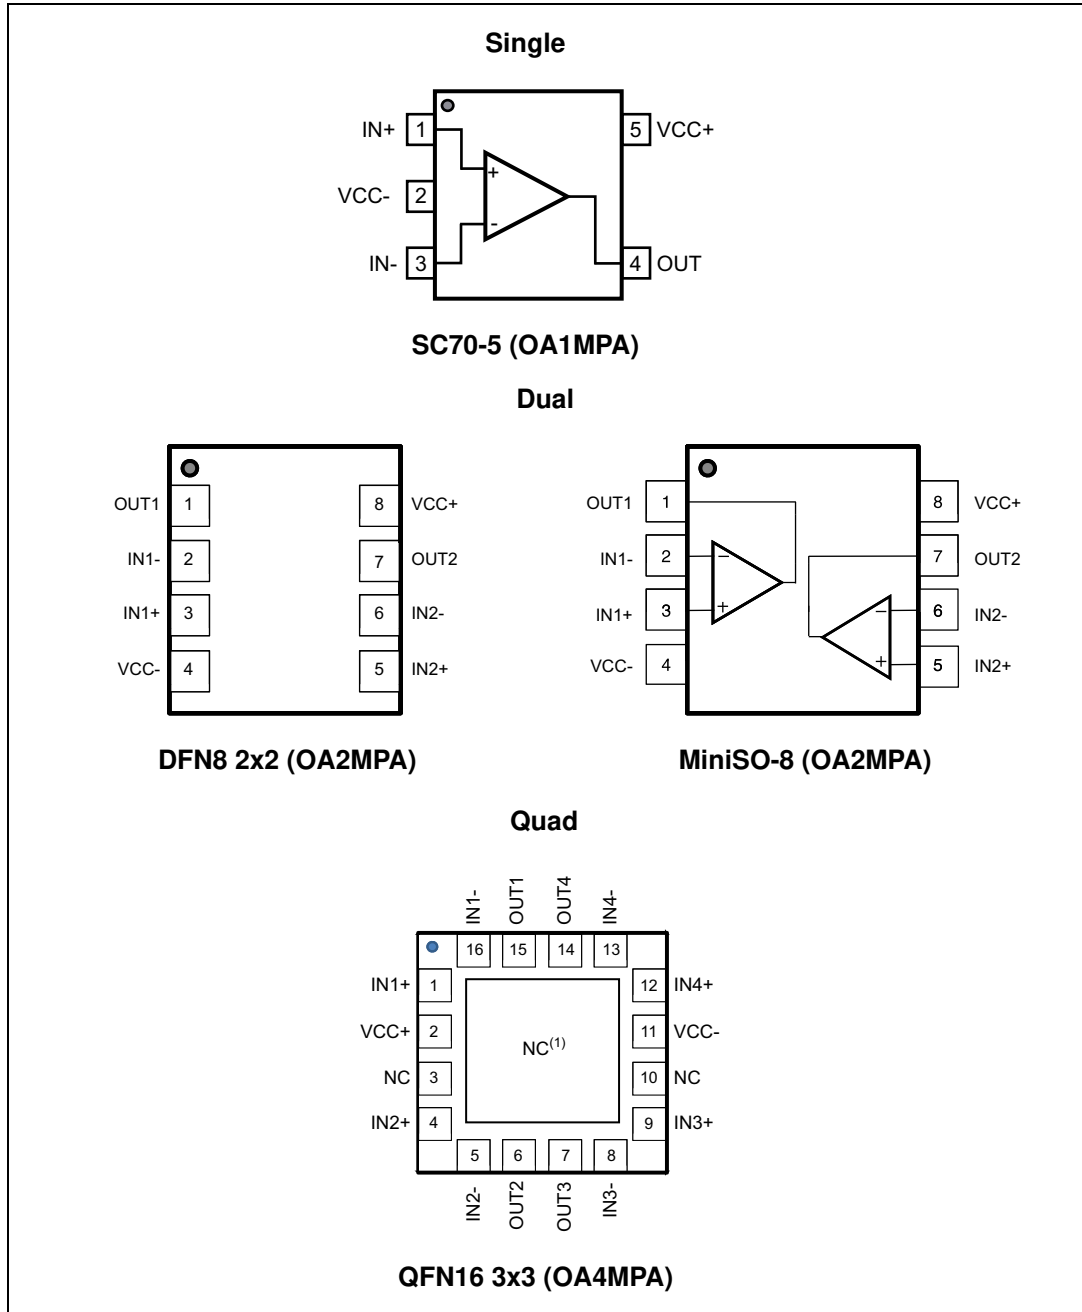 Single
IN+ 1 5 VCC+
+
VCC- 2
-
IN- 3 4 OUT
SC70-5 (OA1MPA)
Dual
OUT1 1 8 VCC+
IN1- 2 7 OUT2
IN1+ 3 6 IN2-
VCC- 4 5 IN2+
DFN8 2x2 (OA2MPA)
OUT1 1 8 VCC+
IN1- 2 − 7 OUT2
IN1+ 3 + − 6 IN2-
VCC- 4 + 5 IN2+
MiniSO-8 (OA2MPA)
Quad
IN1- OUT1 OUT4 IN4-
16 15 14 13
IN1+ 1 12 IN4+
VCC+ 2 11 VCC-
NC(1)
NC 3 10 NC
IN2+ 4 9 IN3+
5 6 7 8
IN2- OUT2 OUT3 IN3-
QFN16 3x3 (OA4MPA)